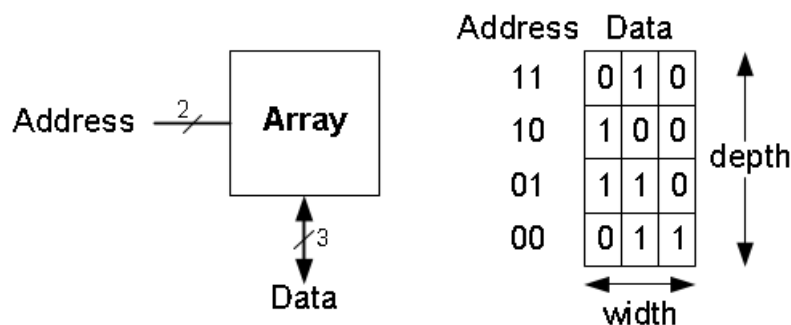 Address 2 Array
3
Data
Address Data
11 0 1 0
10 1 0 0
01 1 1 0
00 0 1 1
depth
width